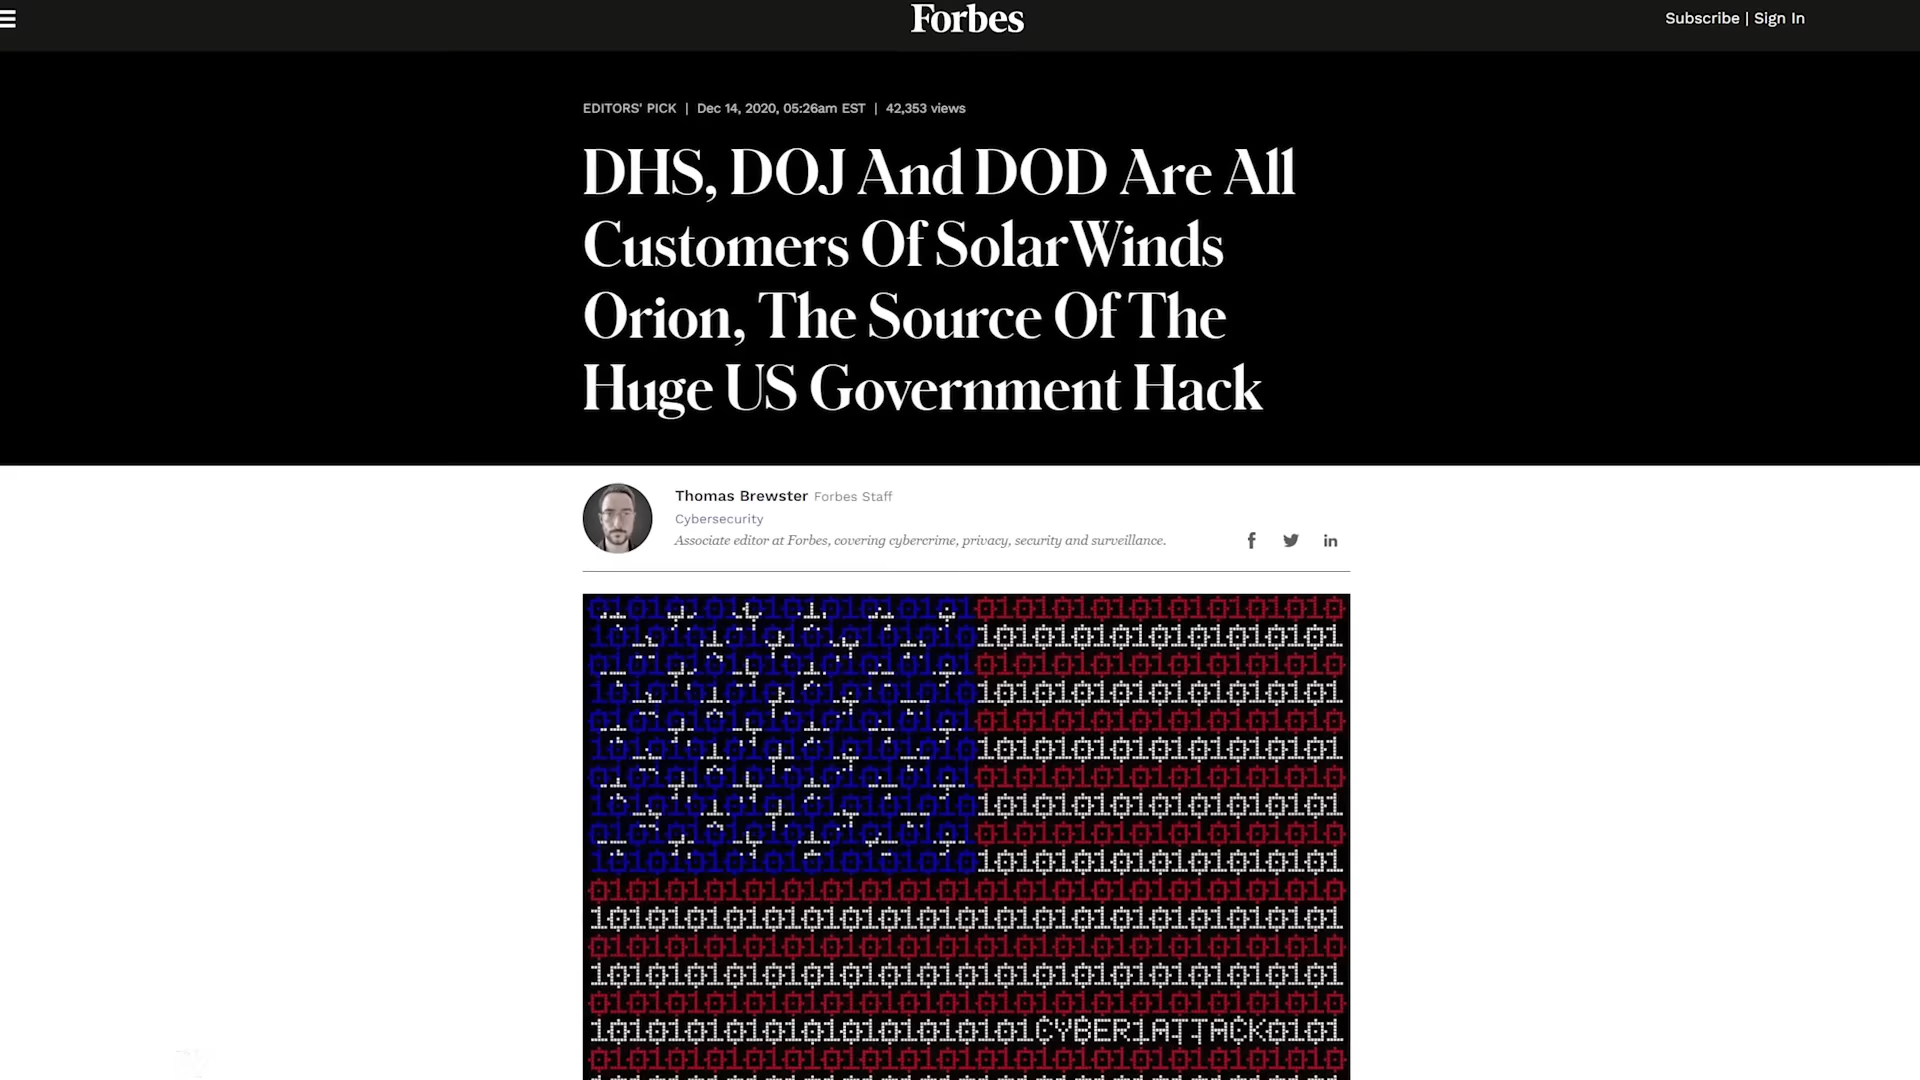 Forbes
Subscribe | Sign In
EDITORS' PICK | Dec 14, 2020, 05:26am EST | 42,353 views
DHS, DOJ And DOD Are All
Customers Of SolarWinds
Orion, The Source Of The
Huge US Government Hack
Thomas Brewster Forbes Staff
Cybersecurity
Associate editor at Forbes, covering cybercrime, privacy, security and surveillance.
CYBER1ATTACK